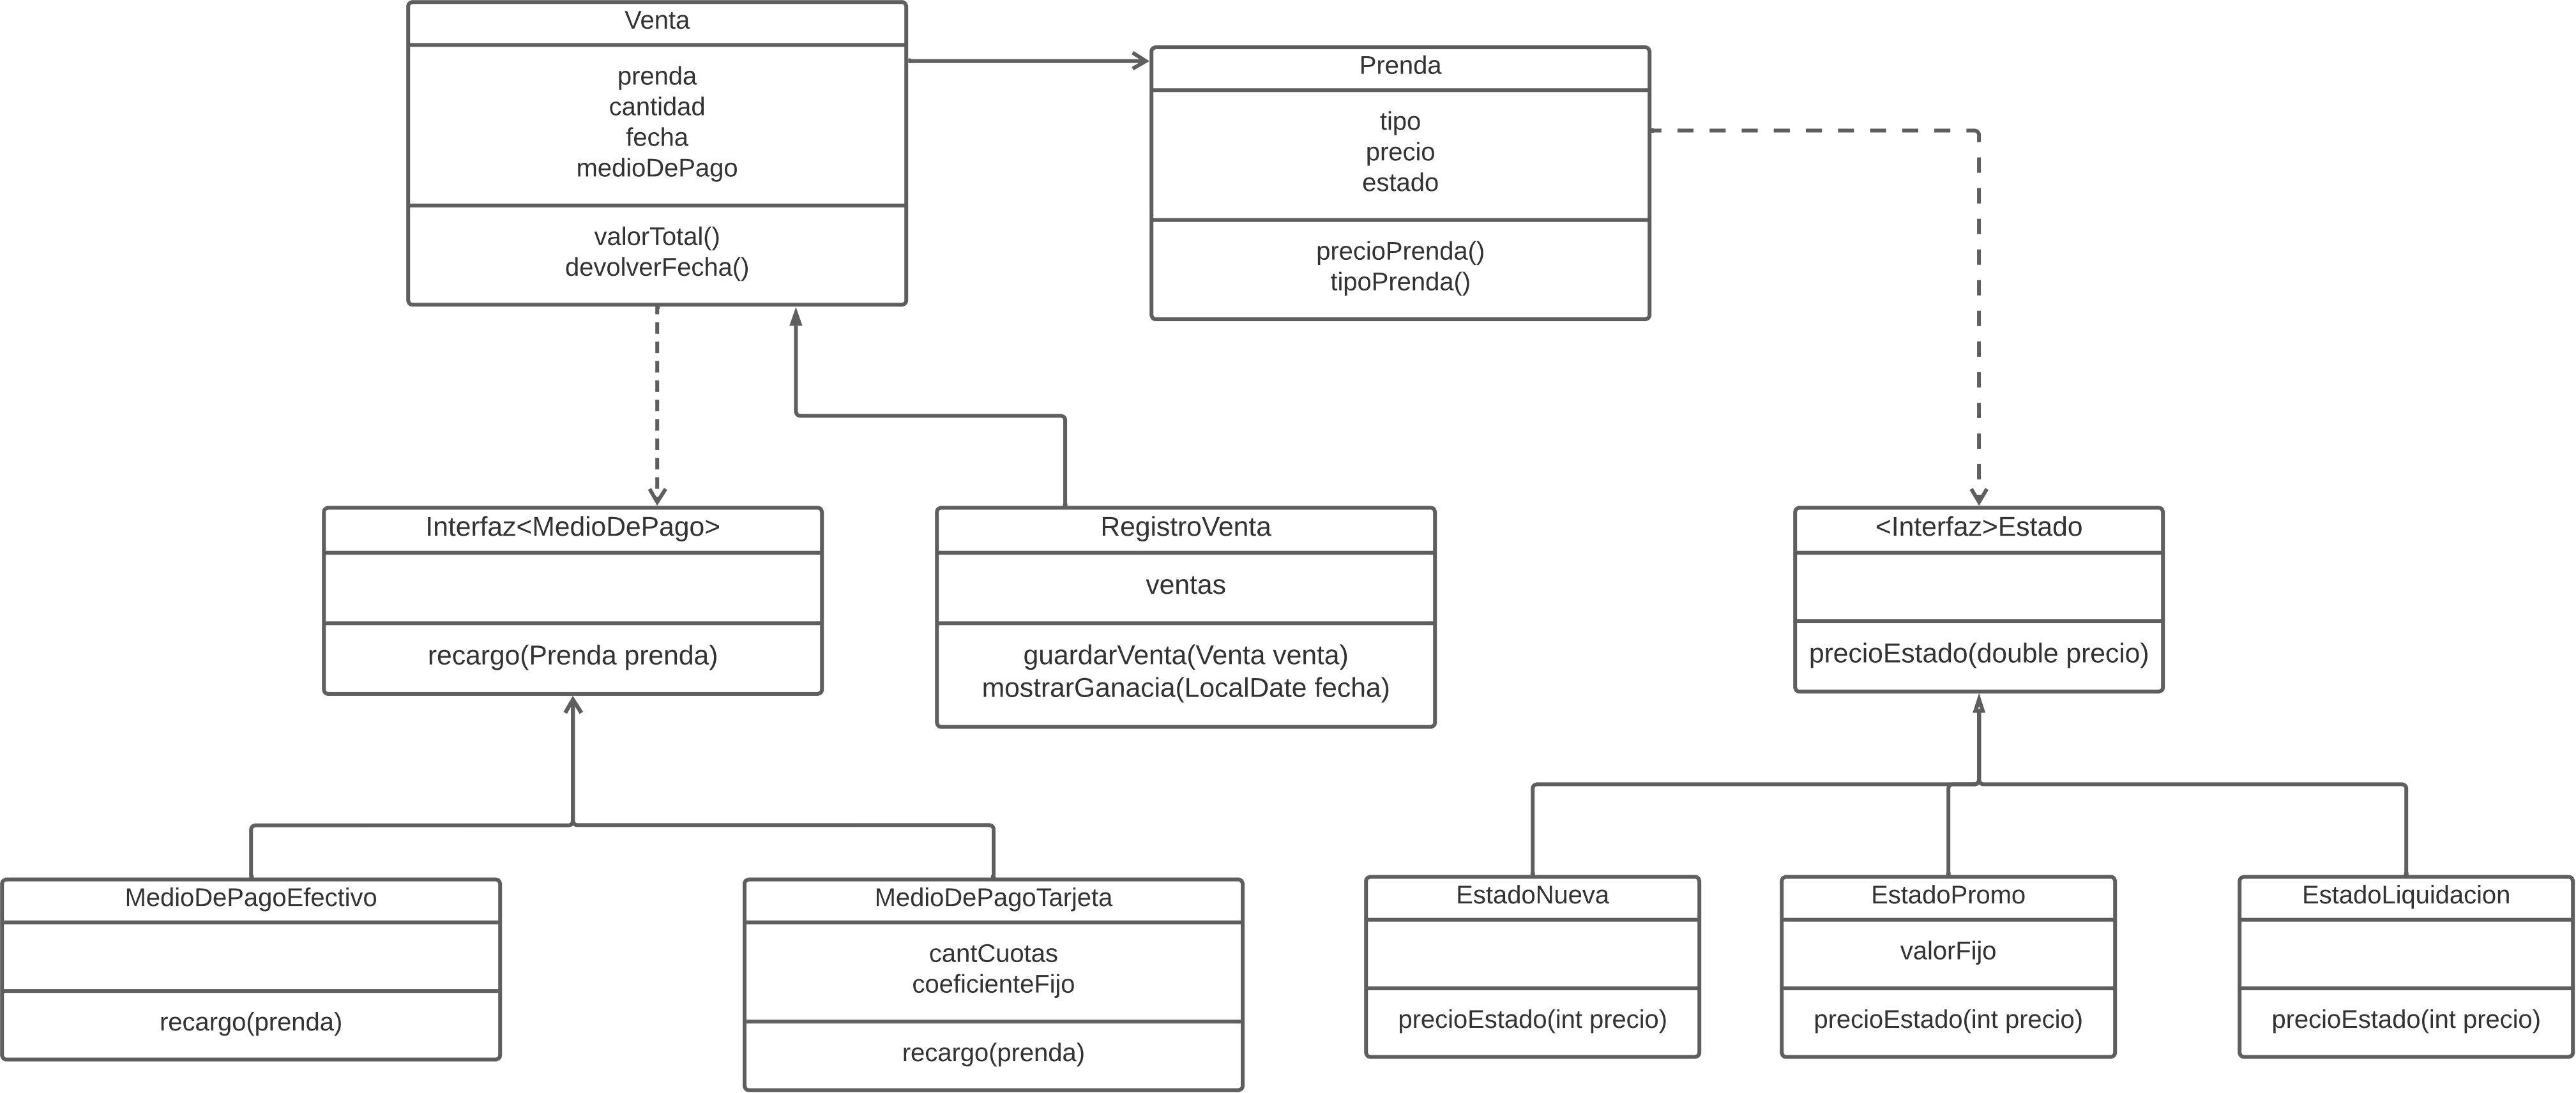 Venta
prenda
cantidad
fecha
medioDePago
valorTotal()
devolverFecha()
Prenda
tipo
precio
estado
precioPrenda()
tipoPrenda()
Interfaz<MedioDePago>
recargo(Prenda prenda)
RegistroVenta
ventas
guardarVenta(Venta venta)
mostrarGanacia(LocalDate fecha)
<Interfaz>Estado
precioEstado(double precio)
MedioDePagoEfectivo
recargo(prenda)
MedioDePagoTarjeta
cantCuotas
coeficienteFijo
recargo(prenda)
EstadoNueva
precioEstado(int precio)
EstadoPromo
valorFijo
precioEstado(int precio)
EstadoLiquidacion
precioEstado(int precio)